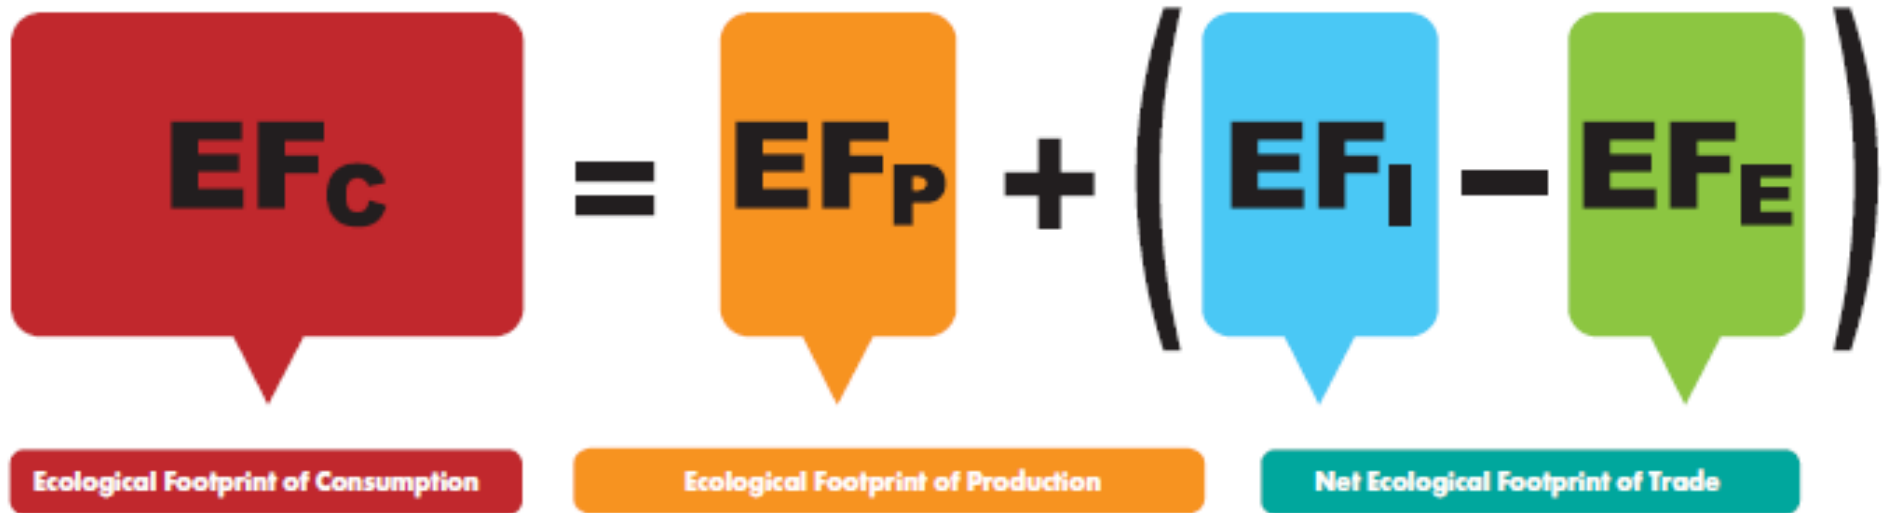 EFC = EFP + (EFI − EFE)
Ecological Footprint of Consumption
Ecological Footprint of Production
Net Ecological Footprint of Trade